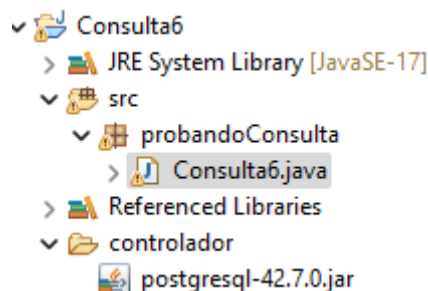 Consulta6
JRE System Library [JavaSE-17]
src
probandoConsulta
Consulta6.java
Referenced Libraries
controlador
postgresql-42.7.0.jar